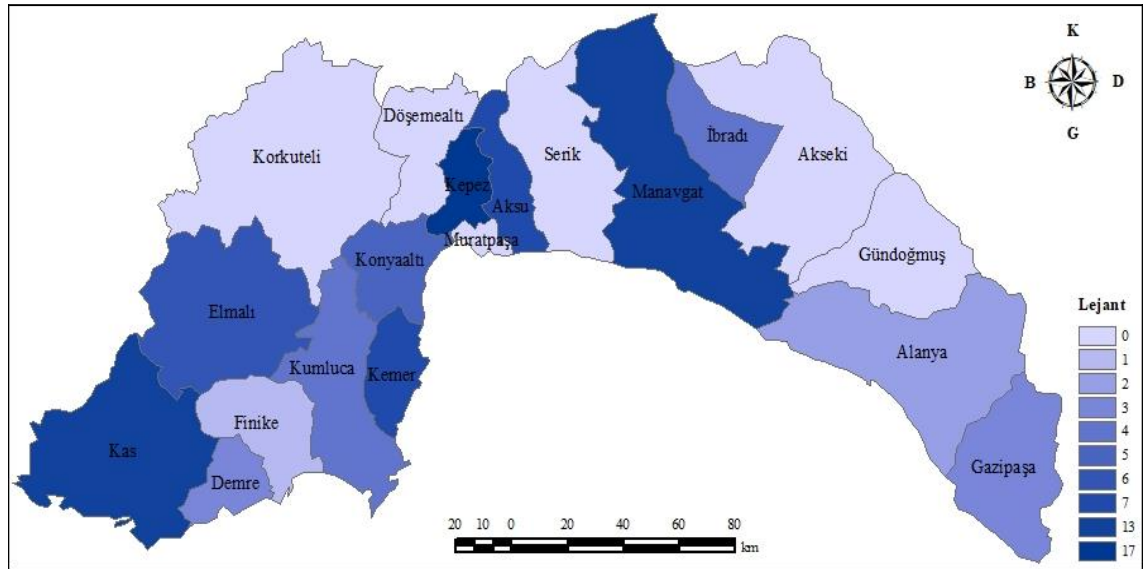 K
B D
G
Döşemealtı
Korkuteli
Serik
İbradı
Akseki
Kepez
Manavgat
Aksu
Muratpaşa
Konyaaltı
Gündoğmuş
Elmalı
Lejant
0
1
2
3
4
5
6
7
13
17
Alanya
Kumluca
Kemer
Finike
Kas
Demre
Gazipaşa
20 10 0 20 40 60 80
km